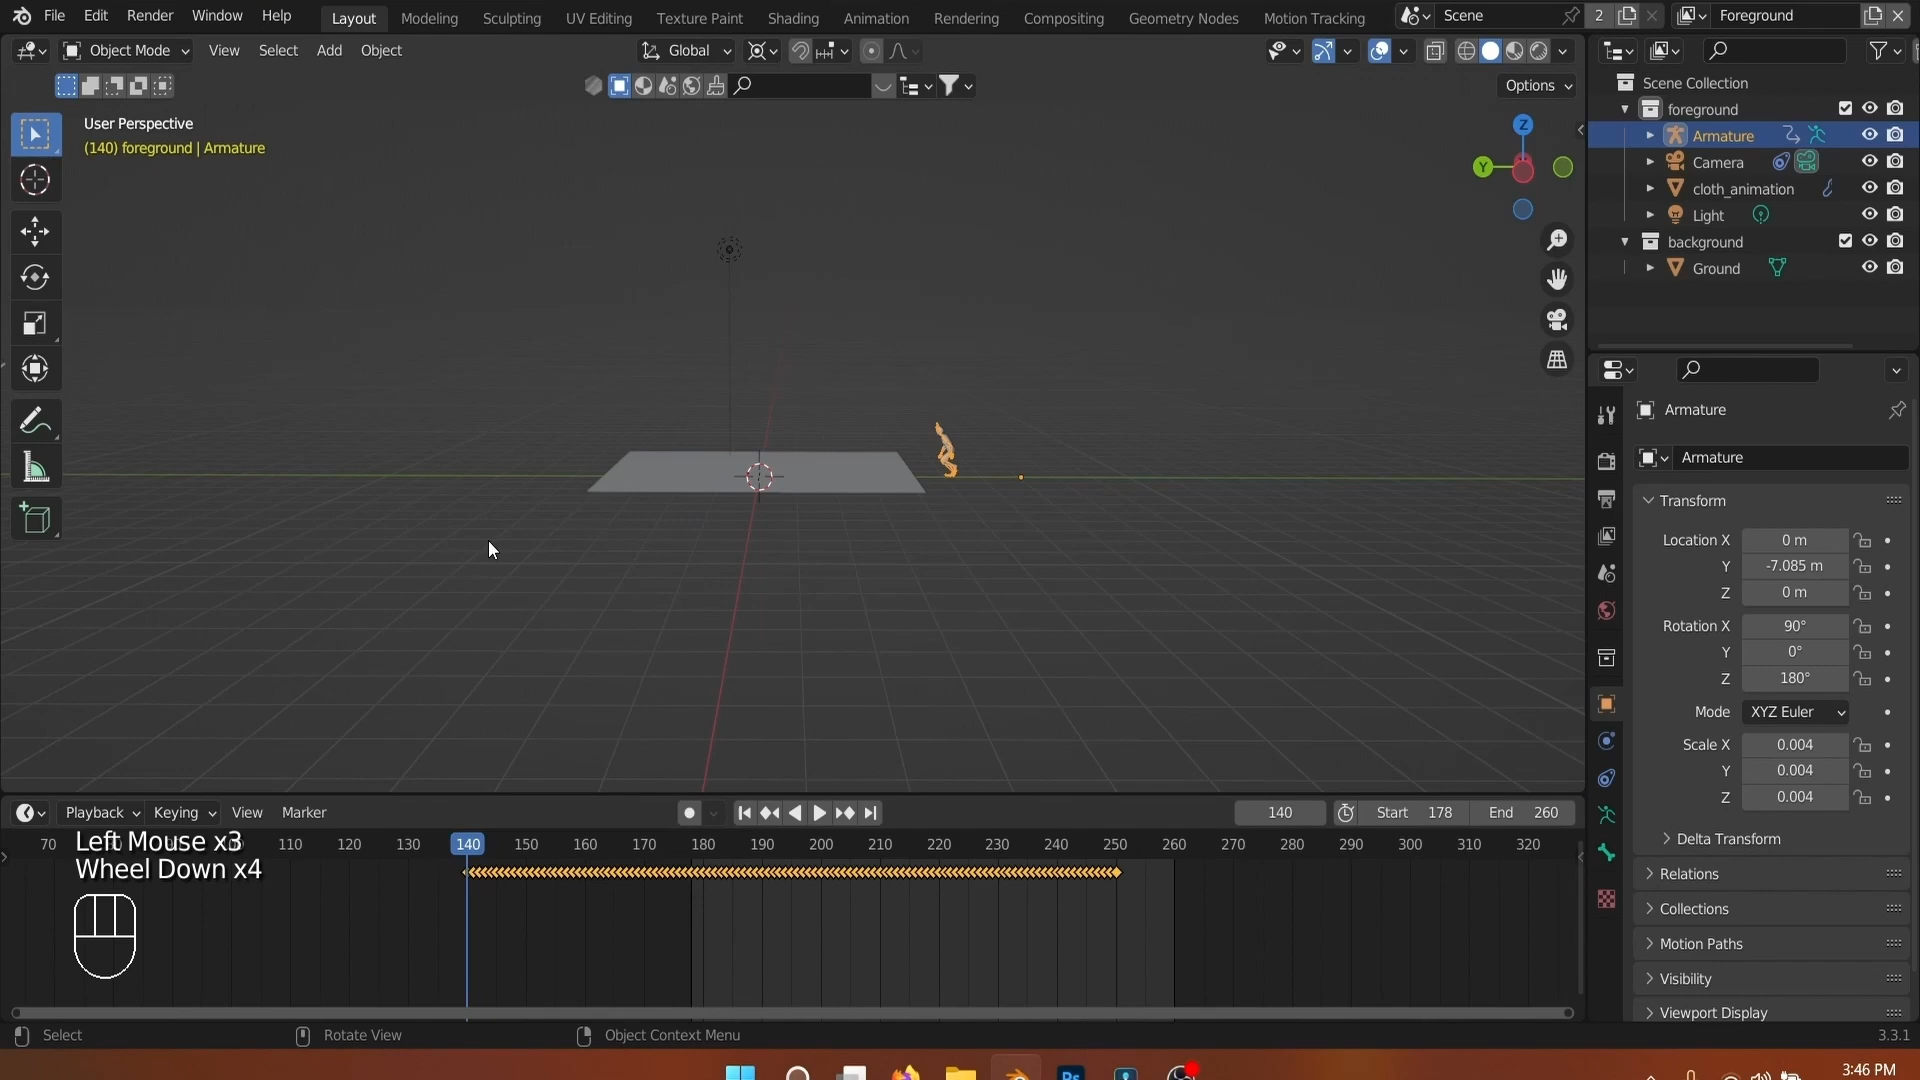 File Edit Render Window Help Layout Modeling Sculpting UV Editing Texture Paint Shading Animation Rendering Compositing Geometry Nodes Motion Tracking Scene 2 Foreground
Object Mode View Select Add Object Global
Options
User Perspective
(140) foreground | Armature
Z
Y
Scene Collection
foreground
Armature
Camera
cloth_animation
Light
background
Ground
Armature
Armature
Transform
Location X 0 m
Y -7.085 m
Z 0 m
Rotation X 90°
Y 0°
Z 180°
Mode XYZ Euler
Scale X 0.004
Y 0.004
Z 0.004
Delta Transform
Relations
Collections
Motion Paths
Visibility
Viewport Display
Playback Keying View Marker 140 Start 178 End 260
70 110 120 130 140 150 160 170 180 190 200 210 220 230 240 250 260 270 280 290 300 310 320
Left Mouse x3
Wheel Down x4
Select Rotate View Object Context Menu 3.3.1
Ps
3:46 PM